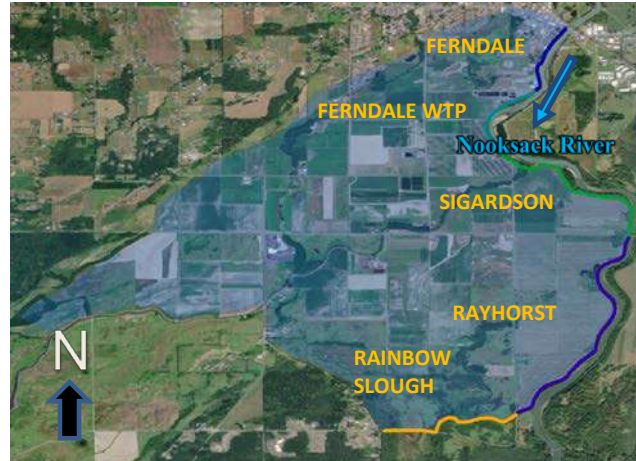 FERNDALE
FERNDALE WTP
Nooksack River
SIGARDSON
RAYHORST
RAINBOW
SLOUGH
N